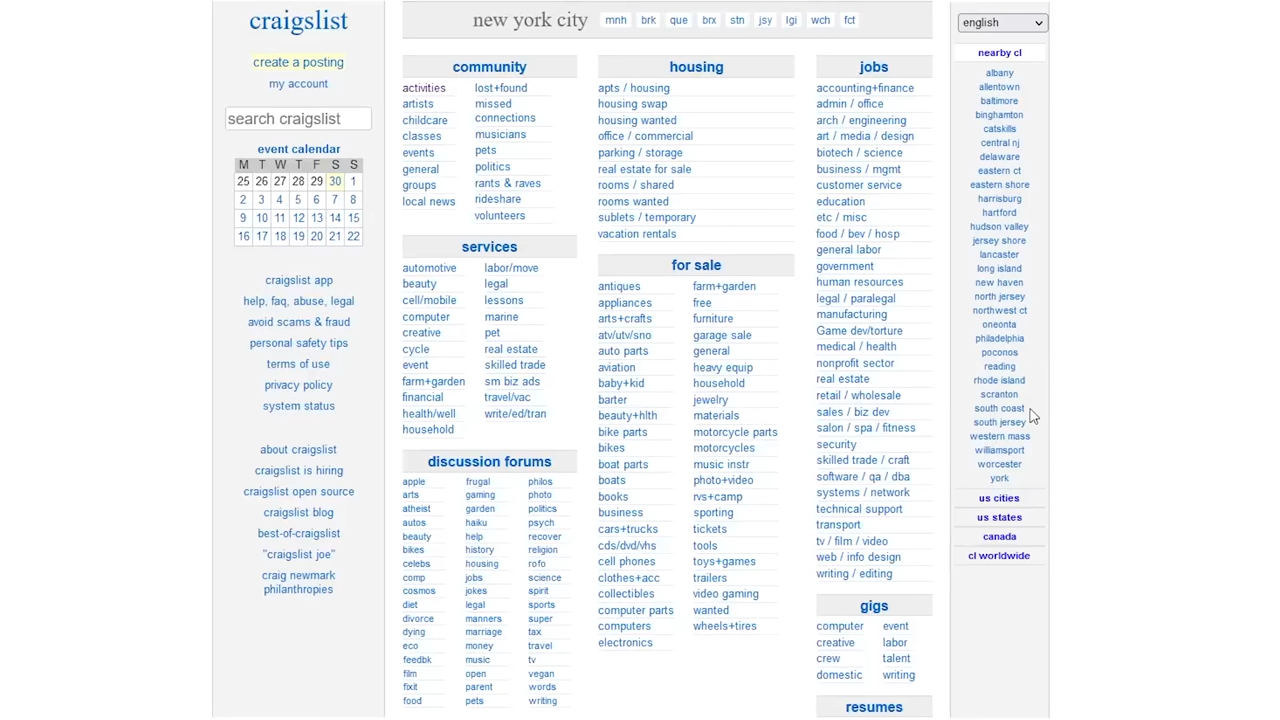 craigslist
create a posting
my account
search craigslist
event calendar
M T W T F S S
25 26 27 28 29 30 1
2 3 4 5 6 7 8
9 10 11 12 13 14 15
16 17 18 19 20 21 22
craigslist app
help, faq, abuse, legal
avoid scams & fraud
personal safety tips
terms of use
privacy policy
system status
about craigslist
craigslist is hiring
craigslist open source
craigslist blog
best-of-craigslist
"craigslist joe"
craig newmark
philanthropies
new york city mnh brk que brx stn jsy lgi wch fct
community
activities
artists
childcare
classes
events
general
groups
local news
lost+found
missed
connections
musicians
pets
politics
rants & raves
rideshare
volunteers
services
automotive
beauty
cell/mobile
computer
creative
cycle
event
farm+garden
financial
health/well
household
labor/move
legal
lessons
marine
pet
real estate
skilled trade
sm biz ads
travel/vac
write/ed/tran
discussion forums
apple
arts
atheist
autos
beauty
bikes
celebs
comp
cosmos
diet
divorce
dying
eco
feedbk
film
fixit
food
frugal
gaming
garden
haiku
help
history
housing
jobs
jokes
legal
manners
marriage
money
music
open
parent
pets
philos
photo
politics
psych
recover
religion
rofo
science
spirit
sports
super
tax
travel
tv
vegan
words
writing
housing
apts / housing
housing swap
housing wanted
office / commercial
parking / storage
real estate for sale
rooms / shared
rooms wanted
sublets / temporary
vacation rentals
for sale
antiques
appliances
arts+crafts
atv/utv/sno
auto parts
aviation
baby+kid
barter
beauty+hlth
bike parts
bikes
boat parts
boats
books
business
cars+trucks
cds/dvd/vhs
cell phones
clothes+acc
collectibles
computer parts
computers
electronics
farm+garden
free
furniture
garage sale
general
heavy equip
household
jewelry
materials
motorcycle parts
motorcycles
music instr
photo+video
rvs+camp
sporting
tickets
tools
toys+games
trailers
video gaming
wanted
wheels+tires
jobs
accounting+finance
admin / office
arch / engineering
art / media / design
biotech / science
business / mgmt
customer service
education
etc / misc
food / bev / hosp
general labor
government
human resources
legal / paralegal
manufacturing
Game dev/torture
medical / health
nonprofit sector
real estate
retail / wholesale
sales / biz dev
salon / spa / fitness
security
skilled trade / craft
software / qa / dba
systems / network
technical support
transport
tv / film / video
web / info design
writing / editing
gigs
computer
creative
crew
domestic
event
labor
talent
writing
resumes
english
nearby cl
albany
allentown
baltimore
binghamton
catskills
central nj
delaware
eastern ct
eastern shore
harrisburg
hartford
hudson valley
jersey shore
lancaster
long island
new haven
north jersey
northwest ct
oneonta
philadelphia
poconos
reading
rhode island
scranton
south coast
south jersey
western mass
williamsport
worcester
york
us cities
us states
canada
cl worldwide